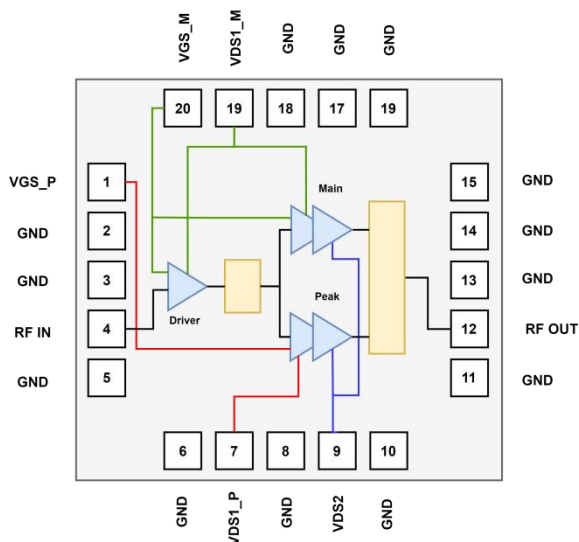 VGS_M VDS1_M GND GND GND
20 19 18 17 19
VGS_P 1 15 GND
Main
GND 2 14 GND
GND 3 13 GND
Peak
RF IN 4 Driver 12 RF OUT
GND 5 11 GND
6 7 8 9 10
GND VDS1_P GND VDS2 GND